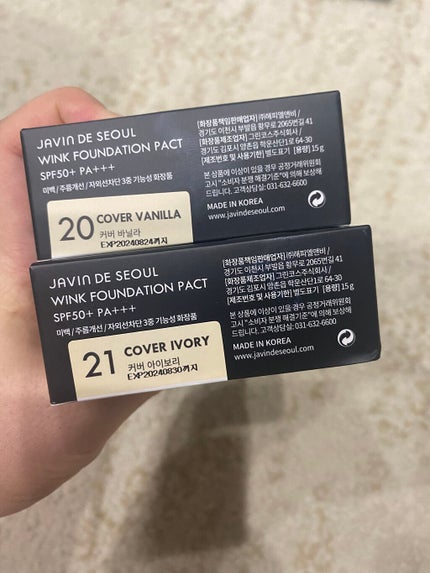 JAVIN DE SEOUL
WINK FOUNDATION PACT
SPF50+ PA+++
미백 / 주름개선 / 자외선차단 3중 기능성 화장품
20 COVER VANILLA
커버 바닐라
EXP20240824까지
[화장품책임판매업자] ㈜해피엘앤비 /
경기도 이천시 부발읍 황무로 2065번길 41
[화장품제조업자] 그린코스주식회사 /
경기도 김포시 양촌읍 학운산단1로 64-30
[제조번호 및 사용기한] 별도표기 [용량] 15g
본 상품에 이상이 있을 경우 공정거래위원회
고시 "소비자 분쟁 해결기준"에 의해 보상해
드립니다. 고객상담실: 031-632-6600
MADE IN KOREA
www.javindeseoul.com
JAVIN DE SEOUL
WINK FOUNDATION PACT
SPF50+ PA+++
미백 / 주름개선 / 자외선차단 3중 기능성 화장품
21 COVER IVORY
커버 아이보리
EXP20240830까지
[화장품책임판매업자] ㈜해피엘앤비 /
경기도 이천시 부발읍 황무로 2065번길 41
[화장품제조업자] 그린코스주식회사 /
경기도 김포시 양촌읍 학운산단1로 64-30
[제조번호 및 사용기한] 별도표기 [용량] 15g
본 상품에 이상이 있을 경우 공정거래위원회
고시 "소비자 분쟁 해결기준"에 의해 보상해
드립니다. 고객상담실: 031-632-6600
MADE IN KOREA
www.javindeseoul.com